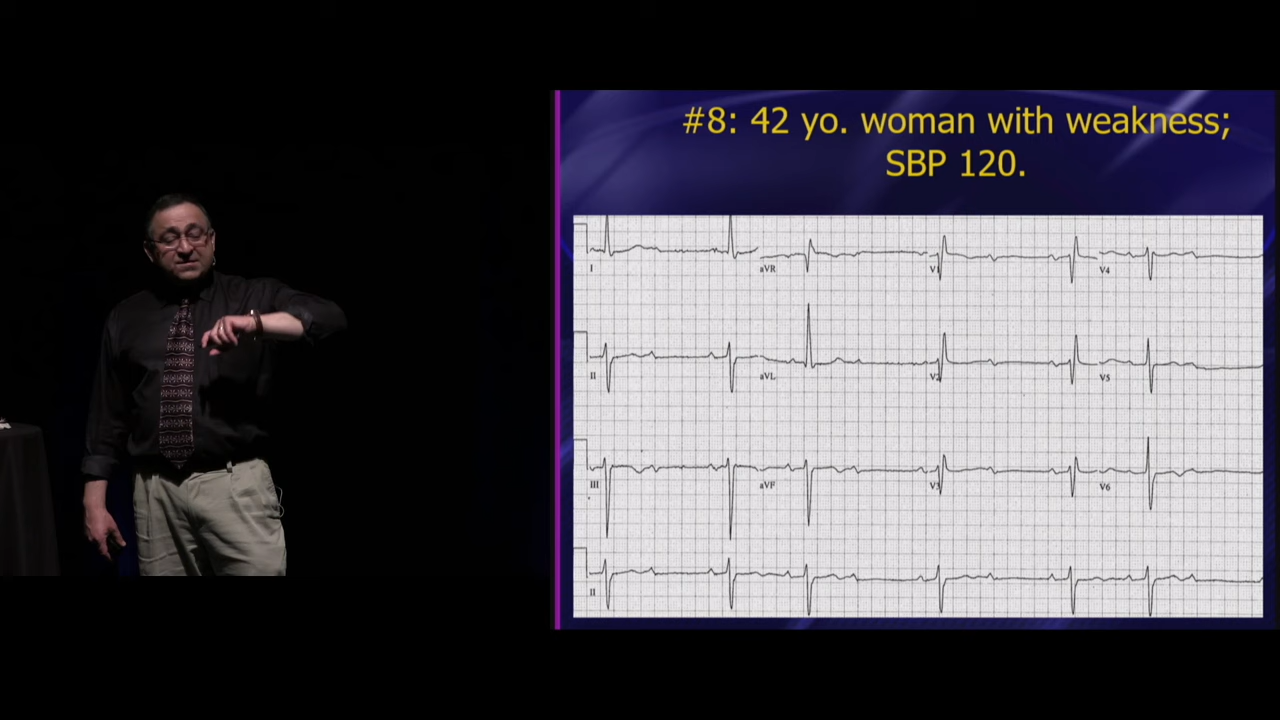 #8: 42 yo. woman with weakness;
SBP 120.
I aVR V1 V4
II aVL V2 V5
III aVF V3 V6
II